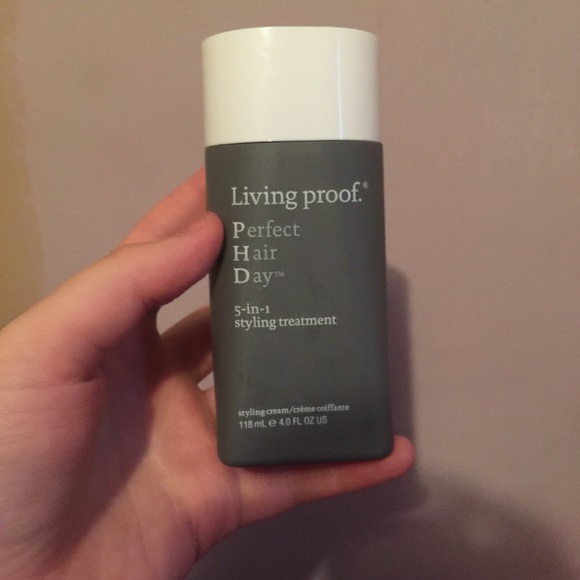 Living proof.®
Perfect
Hair
Day™
5-in-1
styling treatment
styling cream/crème coiffante
118 mL e 4.0 FL OZ US